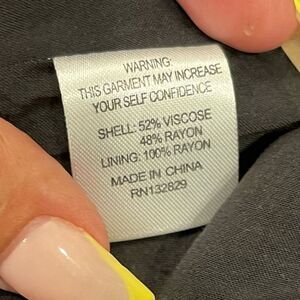 WARNING:
THIS GARMENT MAY INCREASE
YOUR SELF CONFIDENCE
SHELL: 52% VISCOSE
48% RAYON
LINING: 100% RAYON
MADE IN CHINA
RN132829